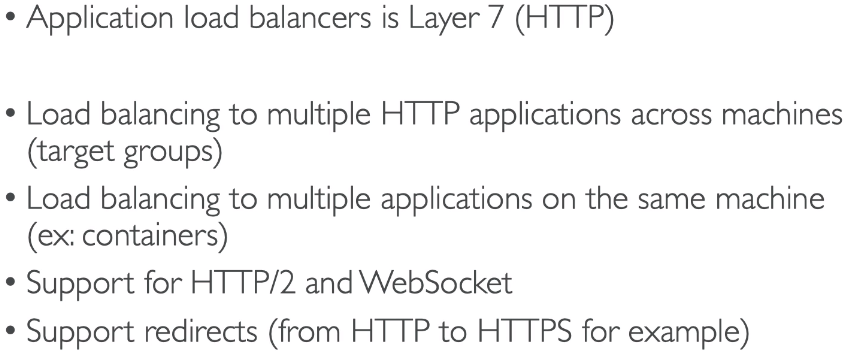 • Application load balancers is Layer 7 (HTTP)
• Load balancing to multiple HTTP applications across machines
(target groups)
• Load balancing to multiple applications on the same machine
(ex: containers)
• Support for HTTP/2 and WebSocket
• Support redirects (from HTTP to HTTPS for example)